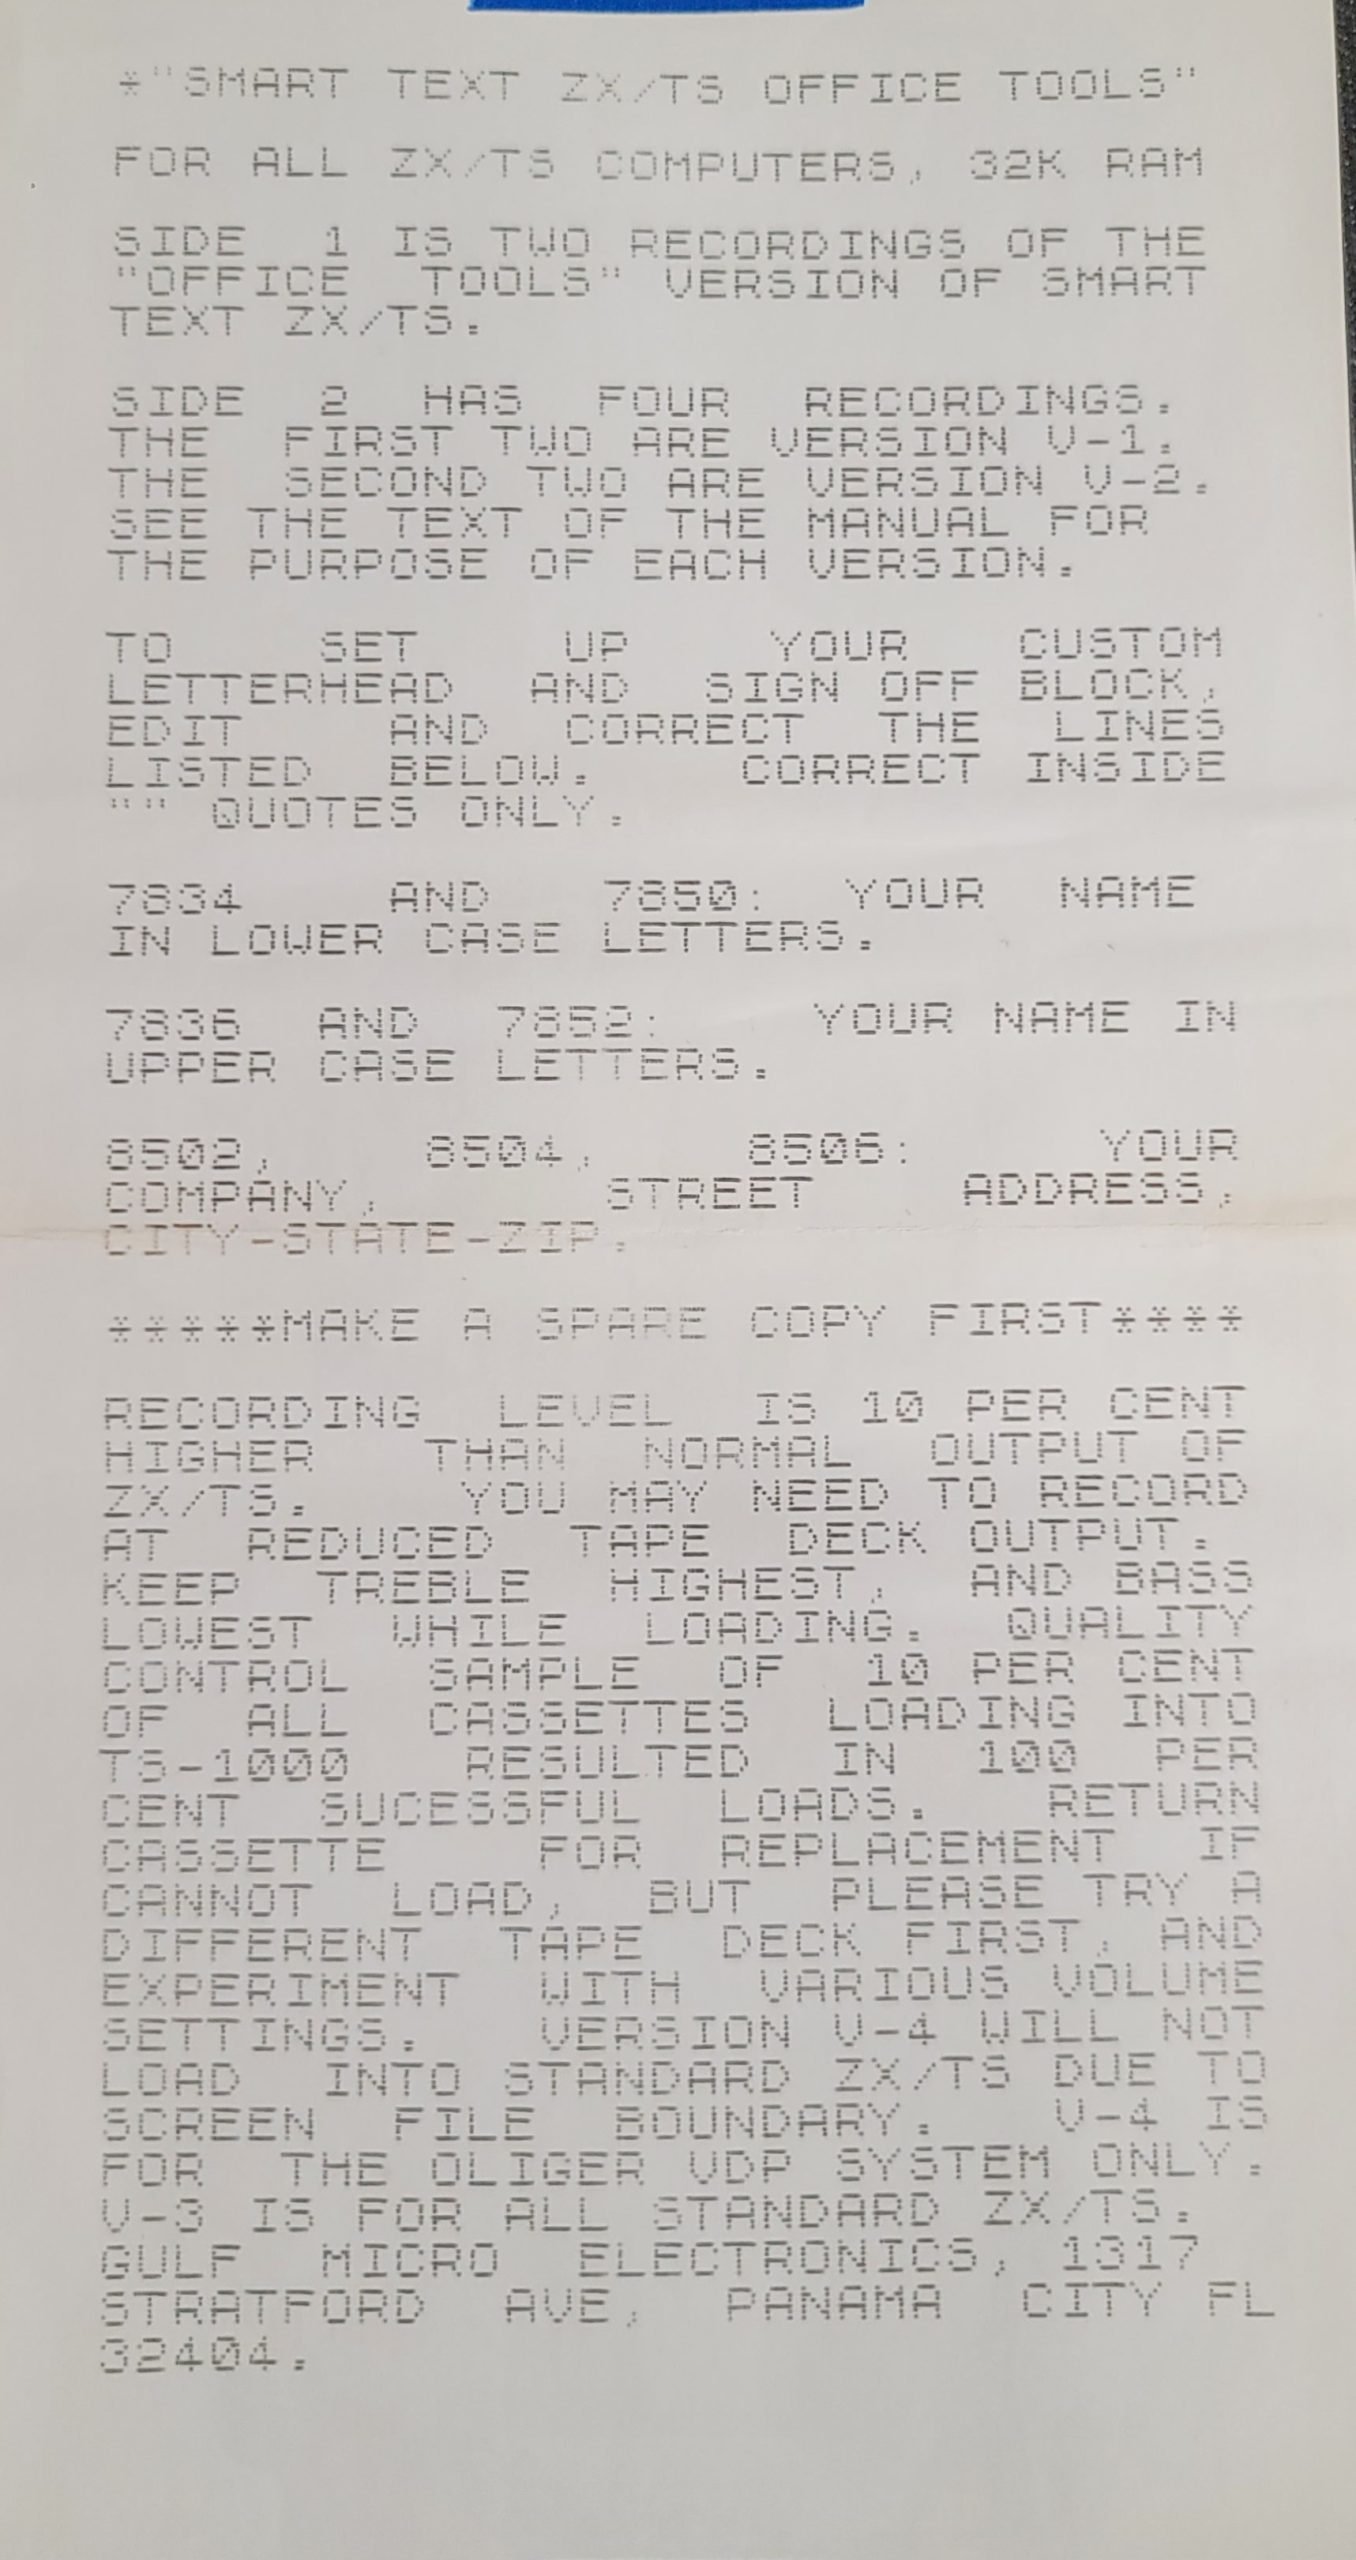 *"SMART TEXT ZX/TS OFFICE TOOLS"
FOR ALL ZX/TS COMPUTERS, 32K RAM
SIDE 1 IS TWO RECORDINGS OF THE
"OFFICE TOOLS" VERSION OF SMART
TEXT ZX/TS.
SIDE 2 HAS FOUR RECORDINGS.
THE FIRST TWO ARE VERSION V-1.
THE SECOND TWO ARE VERSION V-2.
SEE THE TEXT OF THE MANUAL FOR
THE PURPOSE OF EACH VERSION.
TO SET UP YOUR CUSTOM
LETTERHEAD AND SIGN OFF BLOCK,
EDIT AND CORRECT THE LINES
LISTED BELOW. CORRECT INSIDE
"" QUOTES ONLY.
7834 AND 7850: YOUR NAME
IN LOWER CASE LETTERS.
7836 AND 7852: YOUR NAME IN
UPPER CASE LETTERS.
8502, 8504, 8506: YOUR
COMPANY, STREET ADDRESS,
CITY-STATE-ZIP.
*****MAKE A SPARE COPY FIRST****
RECORDING LEVEL IS 10 PER CENT
HIGHER THAN NORMAL OUTPUT OF
ZX/TS. YOU MAY NEED TO RECORD
AT REDUCED TAPE DECK OUTPUT.
KEEP TREBLE HIGHEST, AND BASS
LOWEST WHILE LOADING. QUALITY
CONTROL SAMPLE OF 10 PER CENT
OF ALL CASSETTES LOADING INTO
TS-1000 RESULTED IN 100 PER
CENT SUCESSFUL LOADS. RETURN
CASSETTE FOR REPLACEMENT IF
CANNOT LOAD, BUT PLEASE TRY A
DIFFERENT TAPE DECK FIRST, AND
EXPERIMENT WITH VARIOUS VOLUME
SETTINGS. VERSION V-4 WILL NOT
LOAD INTO STANDARD ZX/TS DUE TO
SCREEN FILE BOUNDARY. V-4 IS
FOR THE OLIGER VDP SYSTEM ONLY.
V-3 IS FOR ALL STANDARD ZX/TS.
GULF MICRO ELECTRONICS, 1317
STRATFORD AVE, PANAMA CITY FL
32404.